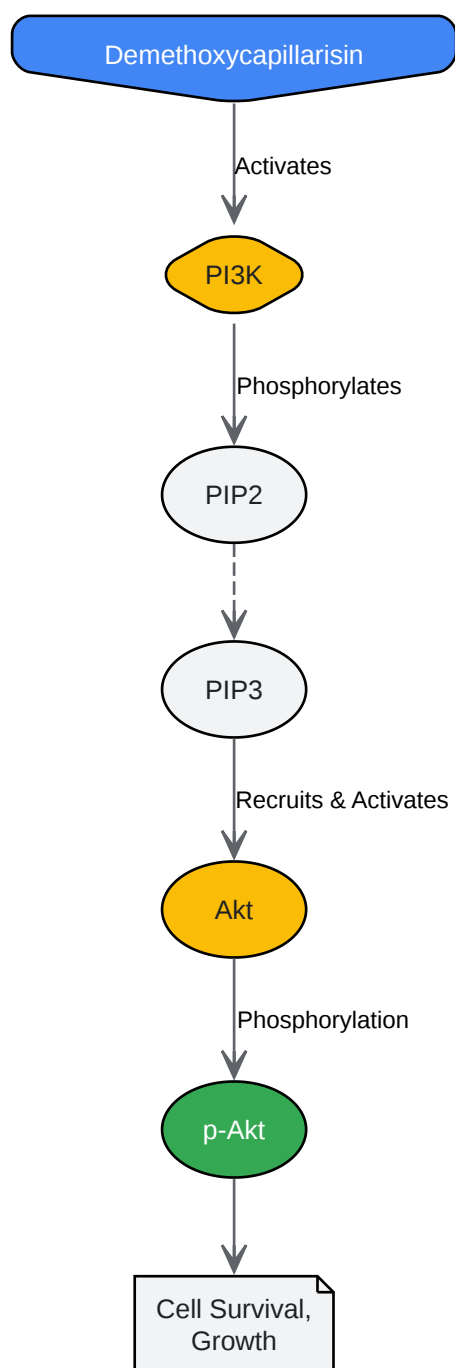 Demethoxycapillarisin
Activates
PI3K
Phosphorylates
PIP2
PIP3
Recruits & Activates
Akt
Phosphorylation
p-Akt
Cell Survival,
Growth